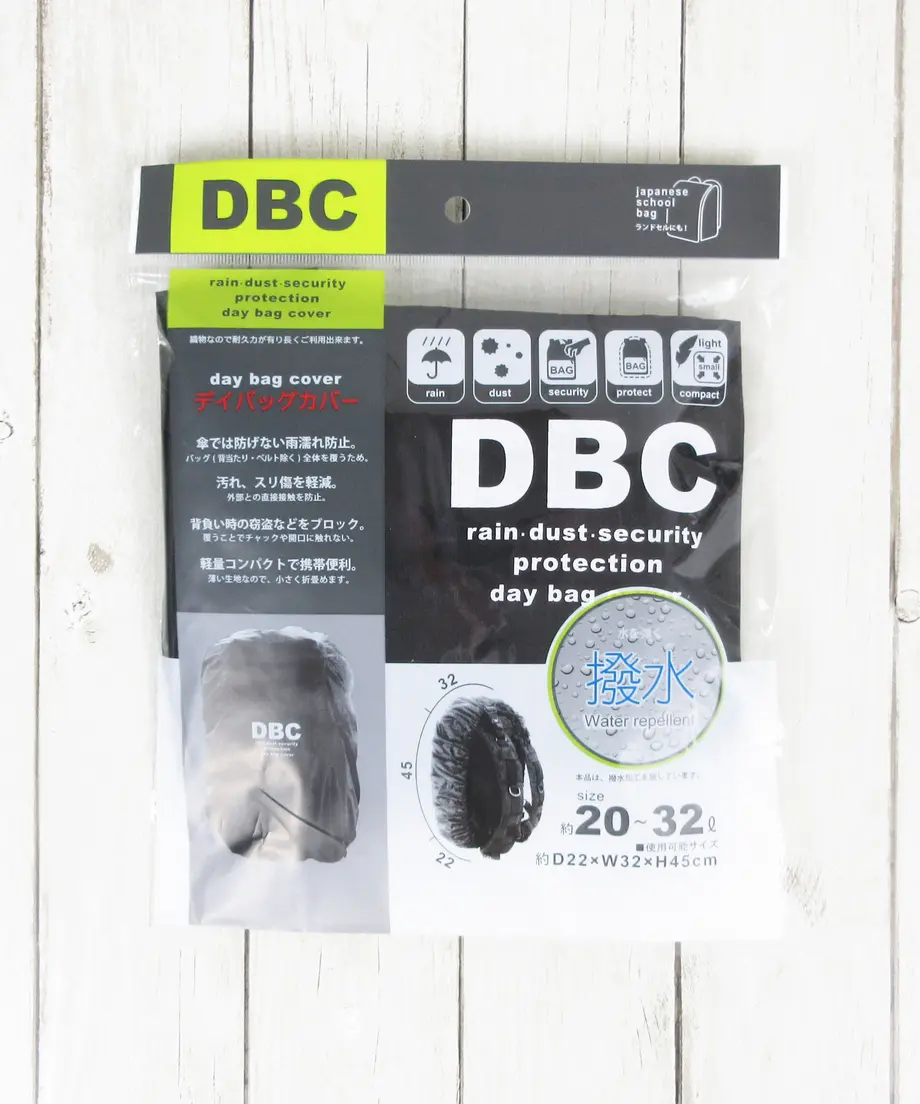 DBC
japanese
school
bag
ランドセルにも!
rain·dust·security
protection
day bag cover
織物なので耐久力が有り長くご利用出来ます。
day bag cover
デイバッグカバー
傘では防げない雨濡れ防止。
バッグ(背当たり・ベルト除く)全体を覆うため。
汚れ、スリ傷を軽減。
外部との直接接触を防止。
背負い時の窃盗などをブロック。
覆うことでチャックや開口に触れない。
軽量コンパクトで携帯便利。
薄い生地なので、小さく折畳めます。
rain
dust
BAG
security
BAG
protect
light
small
compact
DBC
rain·dust·security
protection
day bag
水を弾く
撥水
Water repellent
本品は、撥水加工を施しています。
DBC
32
45
22
size
約20~32ℓ
■使用可能サイズ
約D22×W32×H45cm